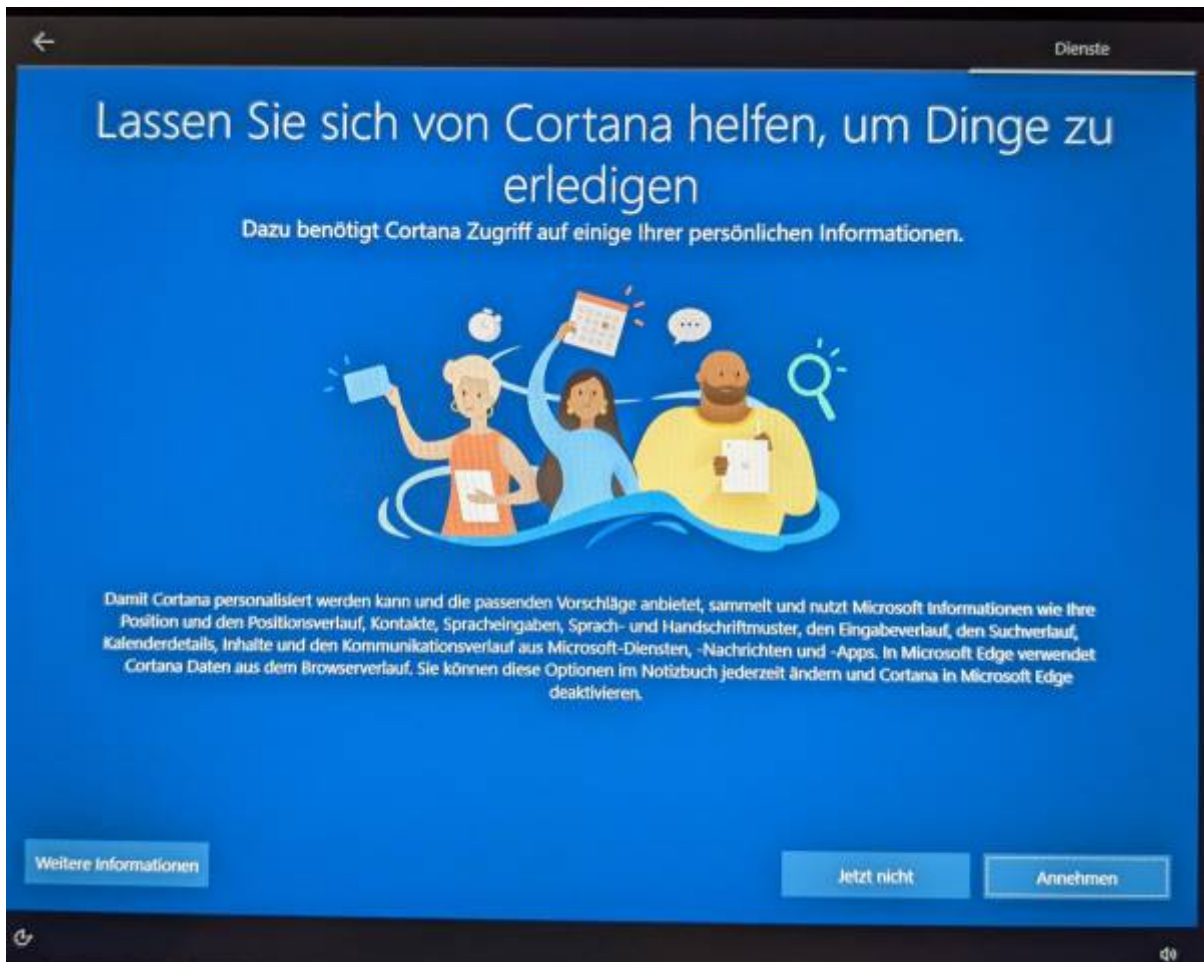 Dienste
Lassen Sie sich von Cortana helfen, um Dinge zu
erledigen
Dazu benötigt Cortana Zugriff auf einige Ihrer persönlichen Informationen.
Damit Cortana personalisiert werden kann und die passenden Vorschläge anbietet, sammelt und nutzt Microsoft Informationen wie Ihre
Position und den Positionsverlauf, Kontakte, Spracheingaben, Sprach- und Handschriftmuster, den Eingabeverlauf, den Suchverlauf,
Kalenderdetails, Inhalte und den Kommunikationsverlauf aus Microsoft-Diensten, -Nachrichten und -Apps. In Microsoft Edge verwendet
Cortana Daten aus dem Browserverlauf. Sie können diese Optionen im Notizbuch jederzeit ändern und Cortana in Microsoft Edge
deaktivieren.
Weitere Informationen
Jetzt nicht
Annehmen